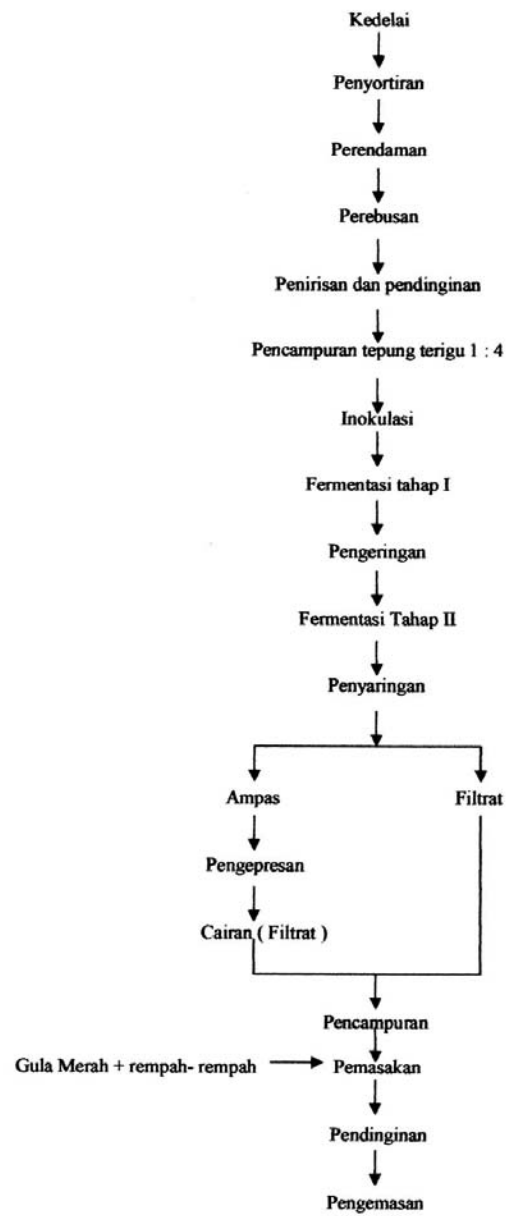 Kedelai
Penyortiran
Perendaman
Perebusan
Penirisan dan pendinginan
Pencampuran tepung terigu 1 : 4
Inokulasi
Fermentasi tahap I
Pengeringan
Fermentasi Tahap II
Penyaringan
Ampas
Filtrat
Pengepresan
Cairan ( Filtrat )
Pencampuran
Gula Merah + rempah- rempah
Pemasakan
Pendinginan
Pengemasan